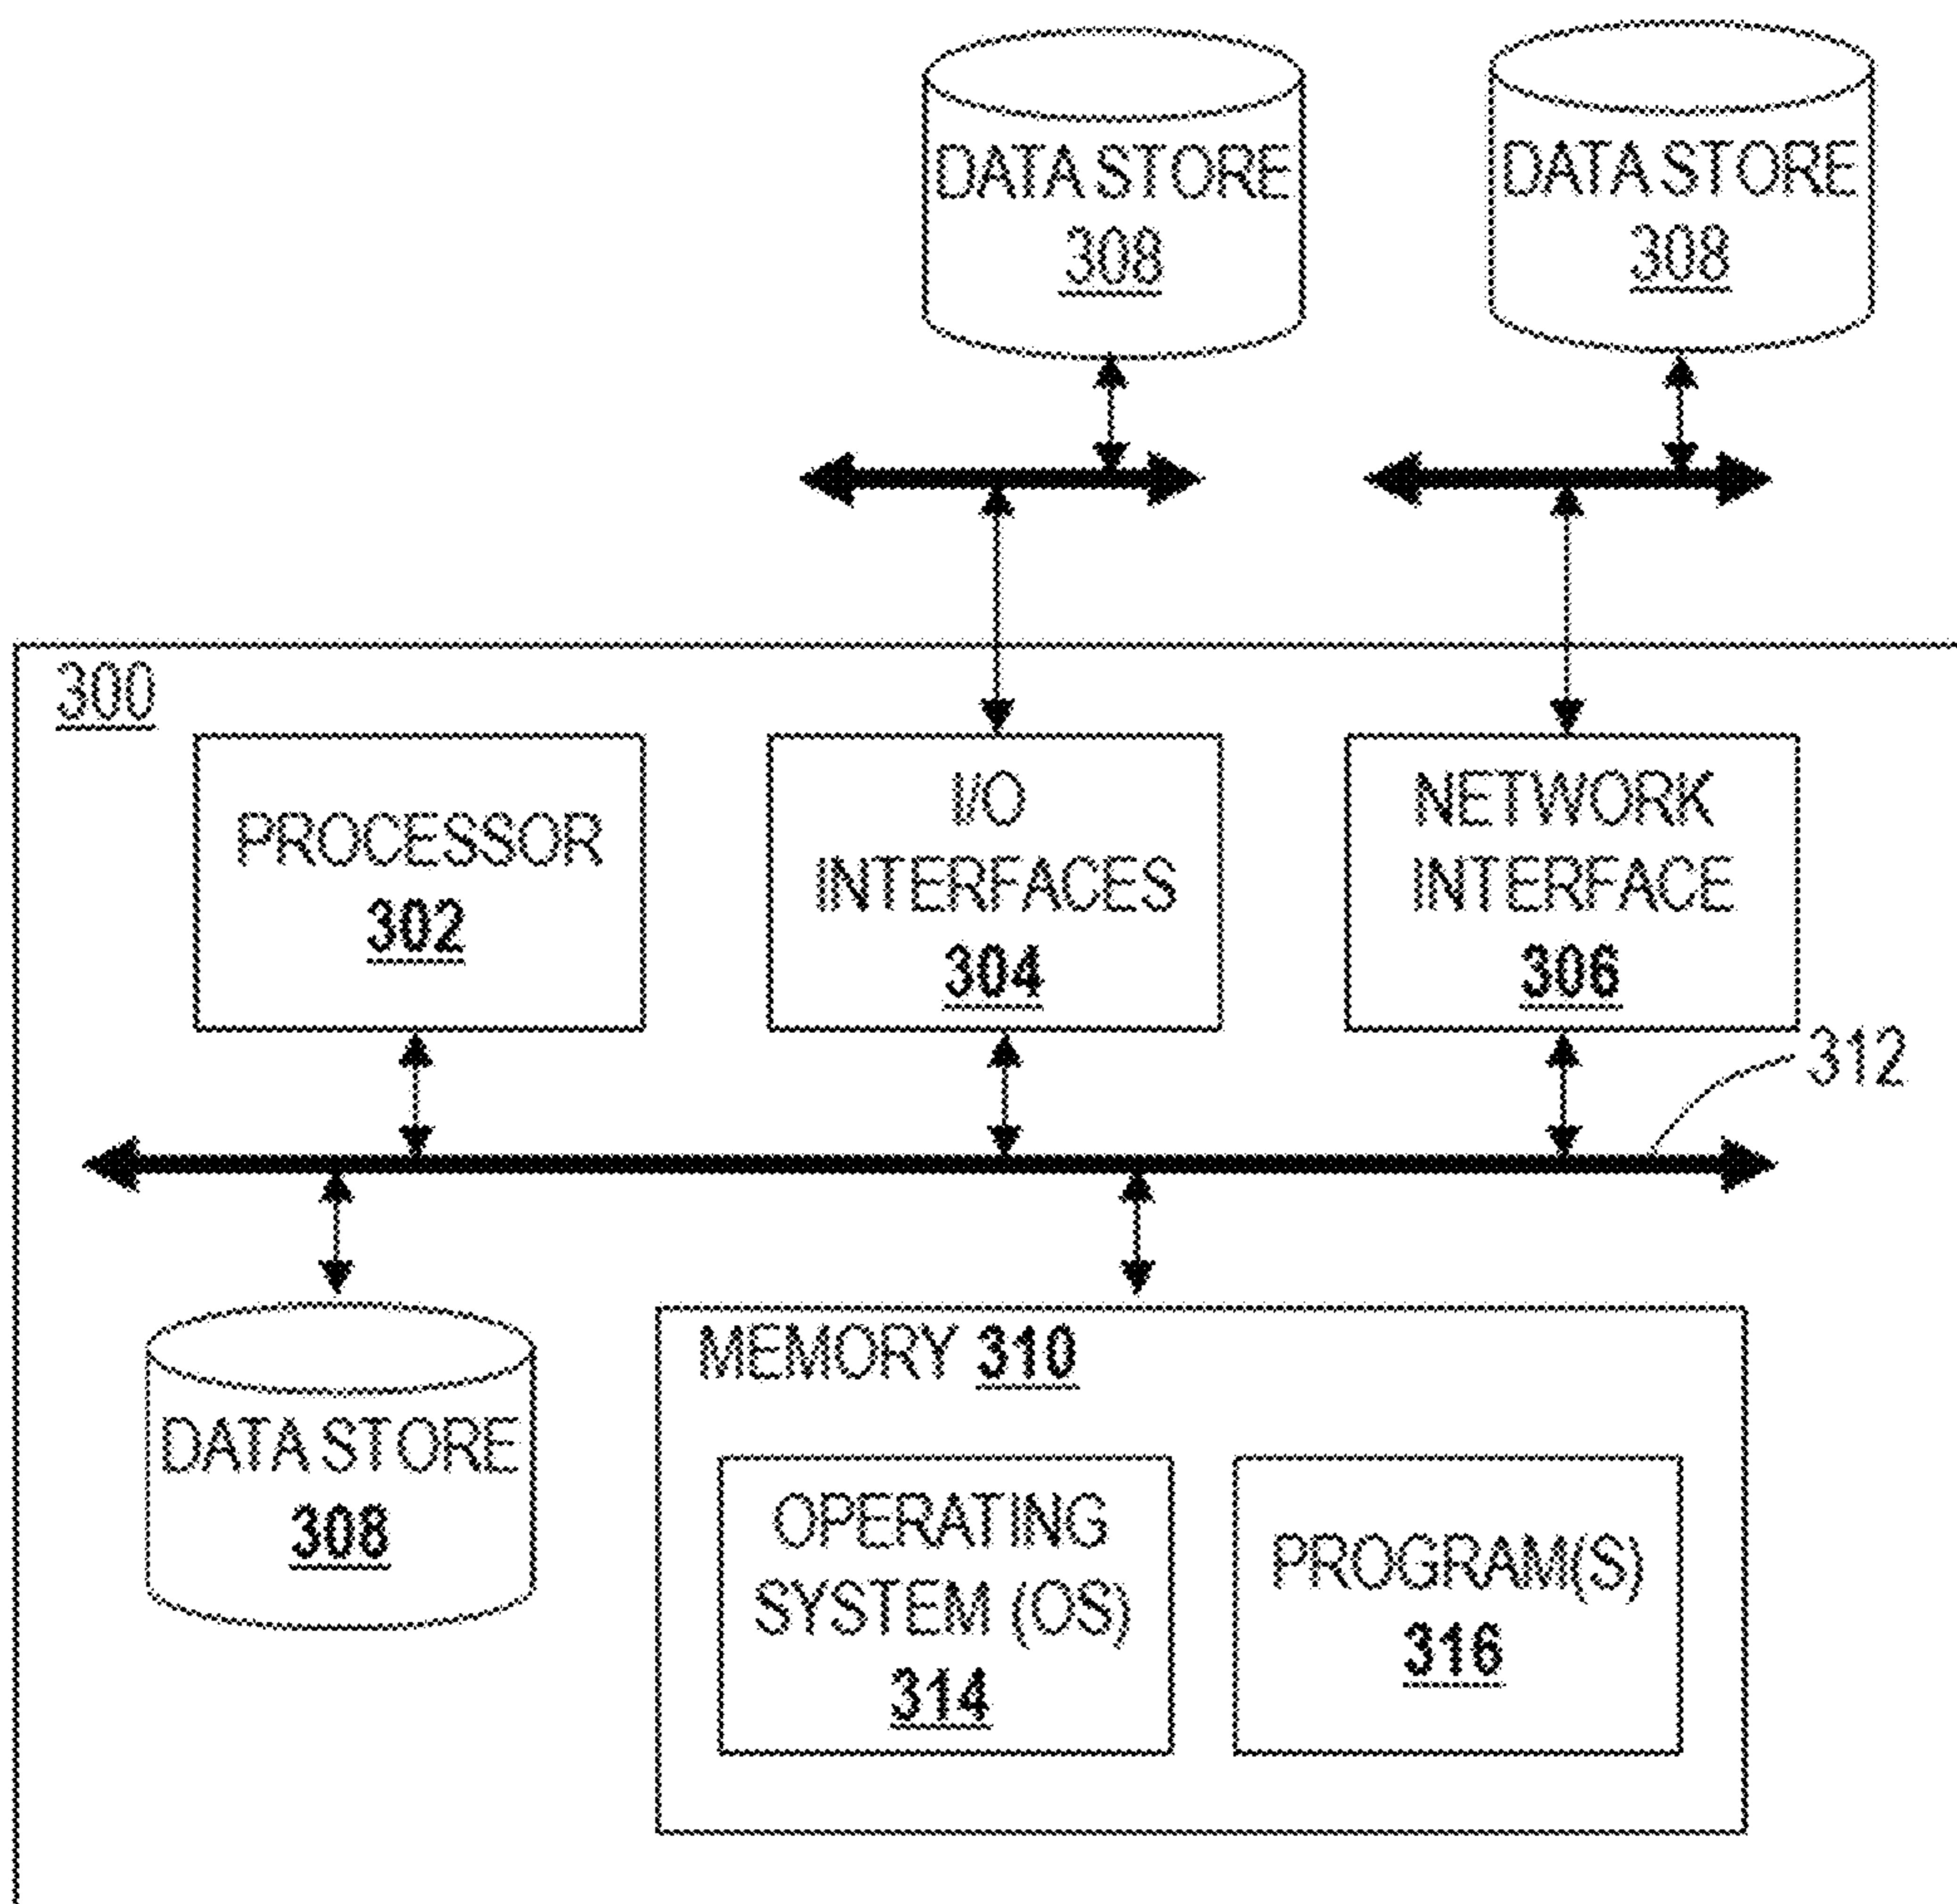 DATA STORE
308
DATA STORE
308
300
PROCESSOR
302
I/O
INTERFACES
304
NETWORK
INTERFACE
306
312
DATA STORE
308
MEMORY 310
OPERATING
SYSTEM (OS)
314
PROGRAM(S)
316